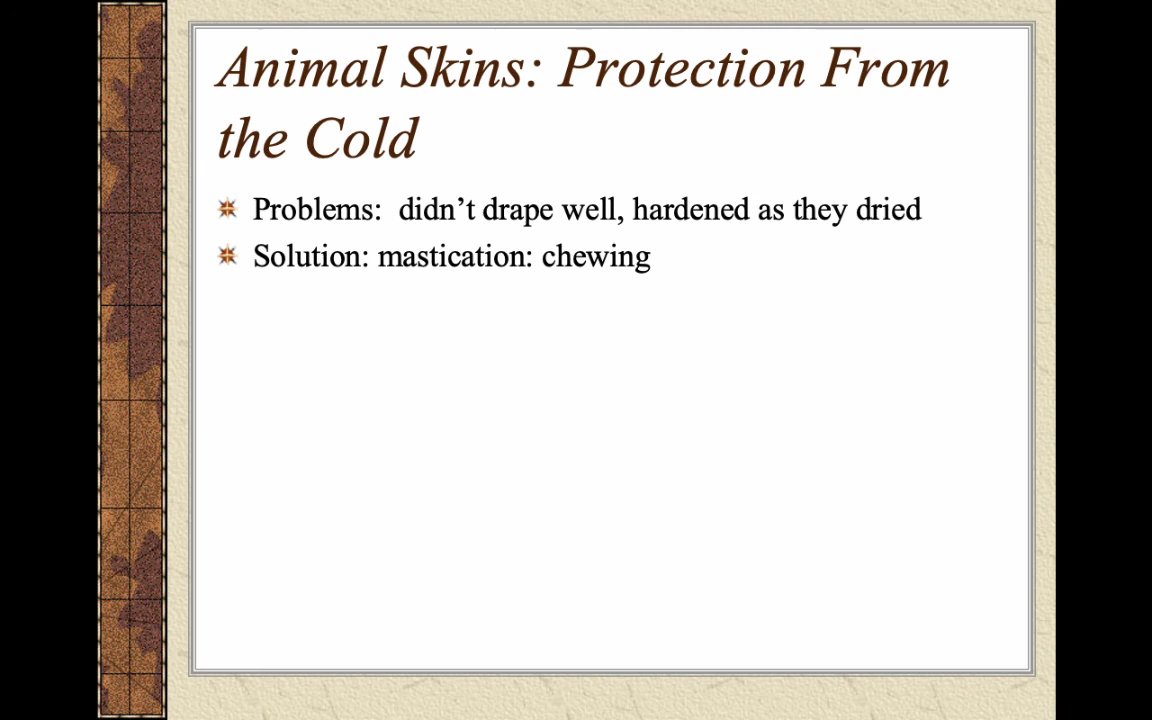 Animal Skins: Protection From
the Cold
Problems:  didn’t drape well, hardened as they dried
Solution: mastication: chewing